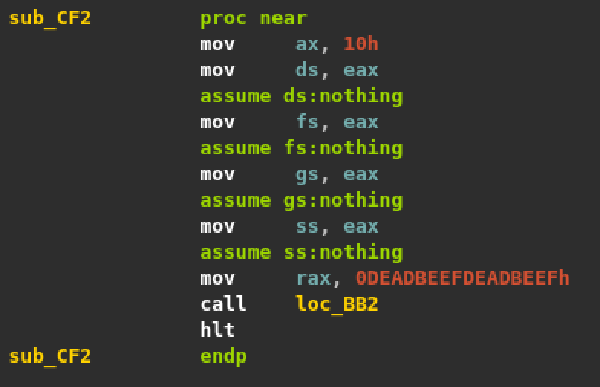 sub_CF2 proc near
mov ax, 10h
mov ds, eax
assume ds:nothing
mov fs, eax
assume fs:nothing
mov gs, eax
assume gs:nothing
mov ss, eax
assume ss:nothing
mov rax, 0DEADBEEFDEADBEEFh
call loc_BB2
hlt
sub_CF2 endp